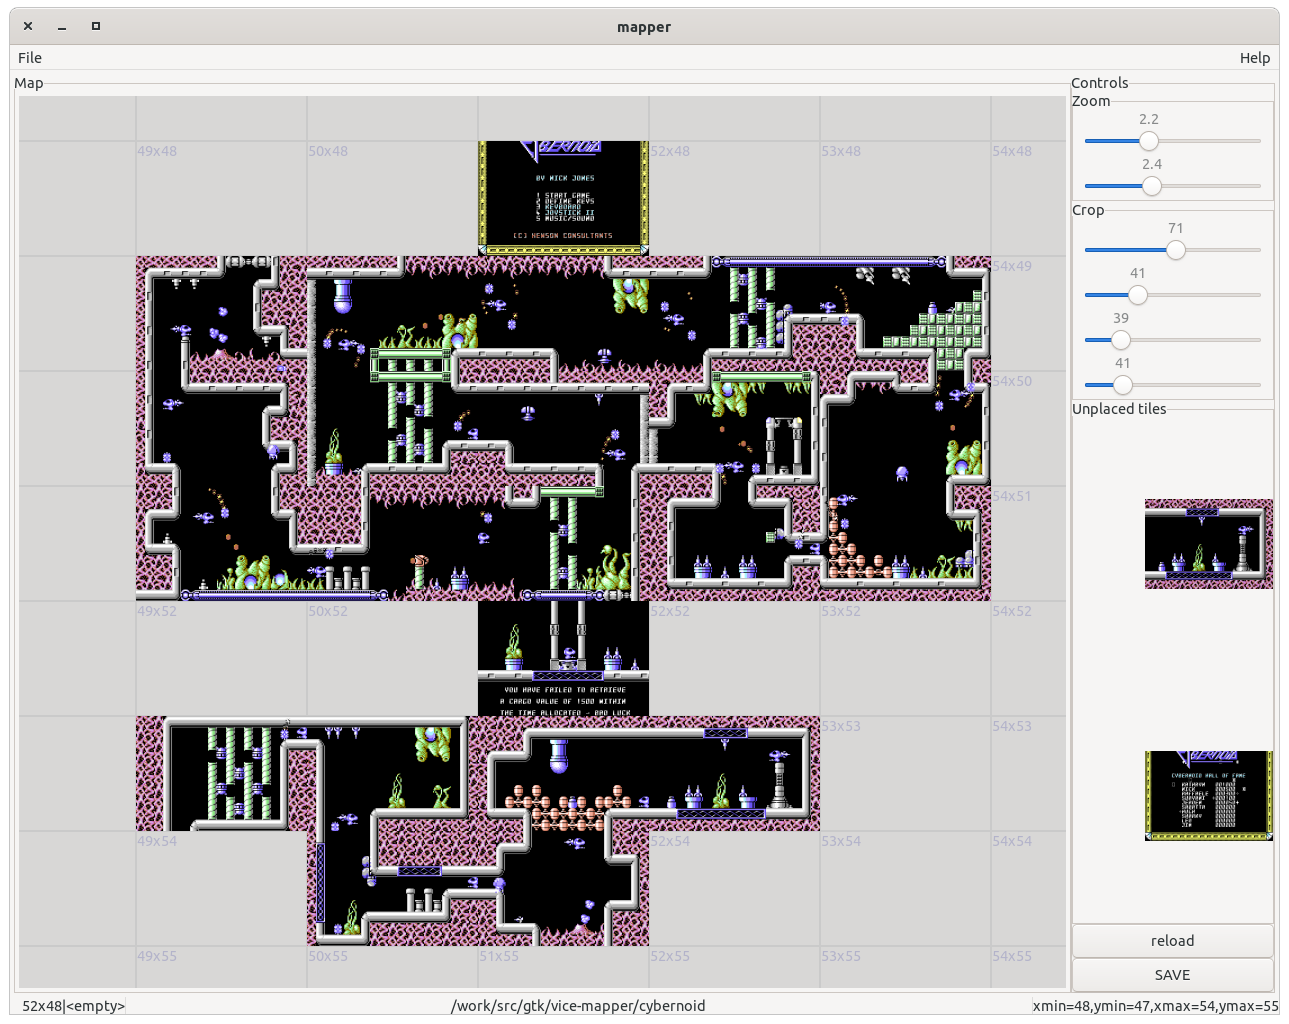 mapper
File
Help
Map
Controls
Zoom
2.2
2.4
Crop
71
41
39
41
Unplaced tiles
49x48
50x48
52x48
53x48
54x48
BY NICK JONES
1 START GAME
2 DEFINE KEYS
3 KEYBOARD
4 JOYSTICK II
5 MUSIC/SOUND
(C) HENSON CONSULTANTS
54x49
54x50
54x51
49x52
50x52
52x52
53x52
54x52
YOU HAVE FAILED TO RETRIEVE
A CARGO VALUE OF 1500 WITHIN
THE TIME ALLOCATED - BAD LUCK
53x53
54x53
CYBERNOID HALL OF FAME
49x54
52x54
53x54
54x54
49x55
50x55
51x55
52x55
53x55
54x55
reload
SAVE
52x48|<empty>
/work/src/gtk/vice-mapper/cybernoid
xmin=48,ymin=47,xmax=54,ymax=55